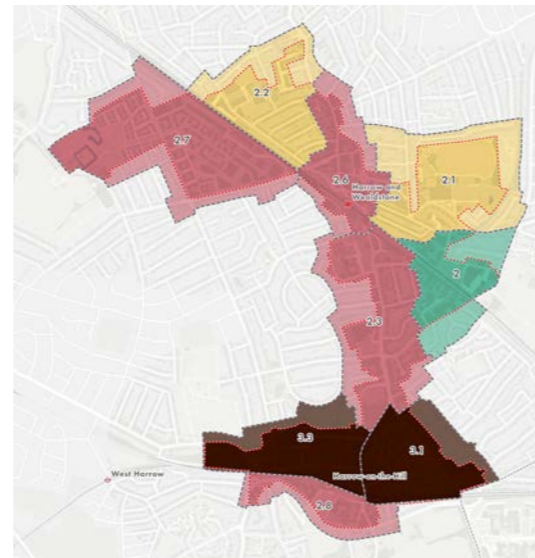 2.2
2.7
2.6
2.1
Harrow and
Wealdstone
2
2.3
3.3
3.1
West Harrow
Harrow-on-the-Hill
2.8